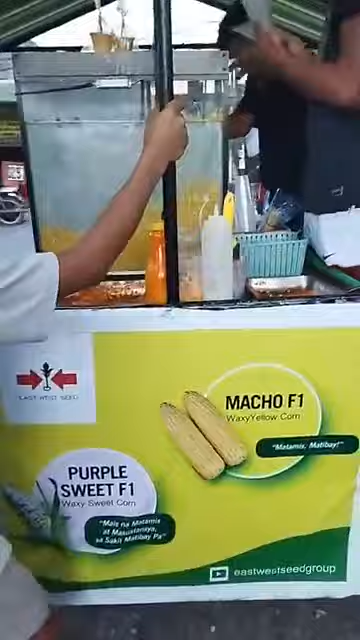 EAST WEST SEED
MACHO F1
WaxyYellow Corn
"Matamis, Matibay!"
PURPLE
SWEET F1
Waxy Sweet Corn
"Mais na Matamis
at Masustansya,
sa Sakit Matibay Pa"
eastwestseedgroup